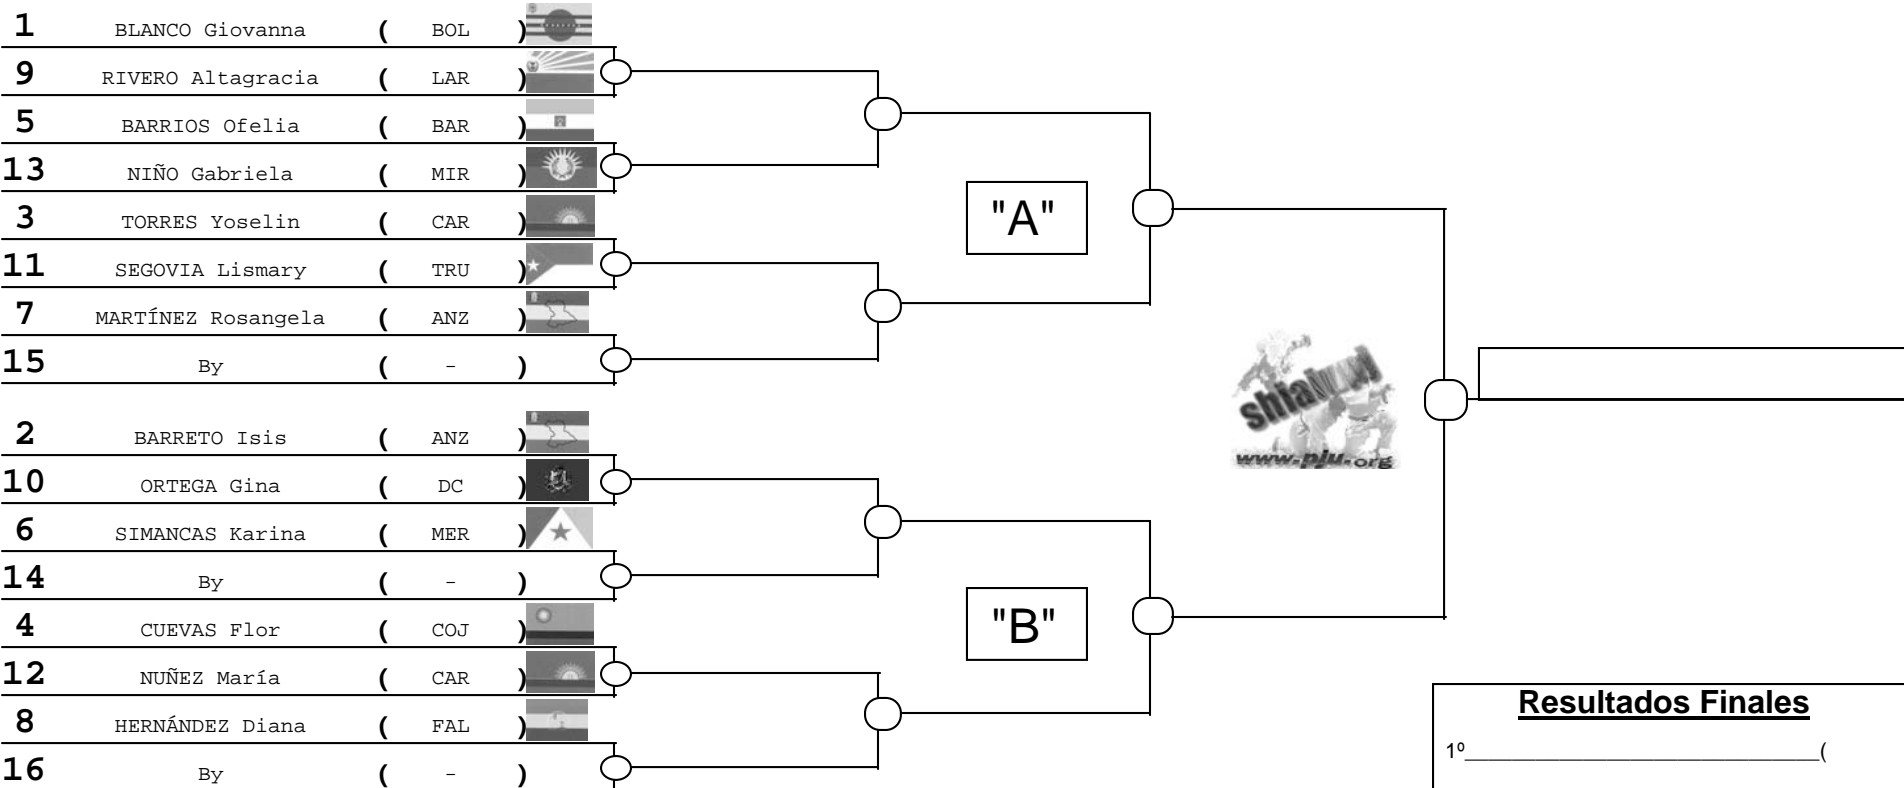 1 BLANCO Giovanna ( BOL )
9 RIVERO Altagracia ( LAR )
5 BARRIOS Ofelia ( BAR )
13 NIÑO Gabriela ( MIR )
3 TORRES Yoselin ( CAR )
11 SEGOVIA Lismary ( TRU )
7 MARTÍNEZ Rosangela ( ANZ )
15 By ( - )
"A"
shiai
www.pju.org
2 BARRETO Isis ( ANZ )
10 ORTEGA Gina ( DC )
6 SIMANCAS Karina ( MER )
14 By ( - )
4 CUEVAS Flor ( COJ )
12 NUÑEZ María ( CAR )
8 HERNÁNDEZ Diana ( FAL )
16 By ( - )
"B"
Resultados Finales
1º________________________________(